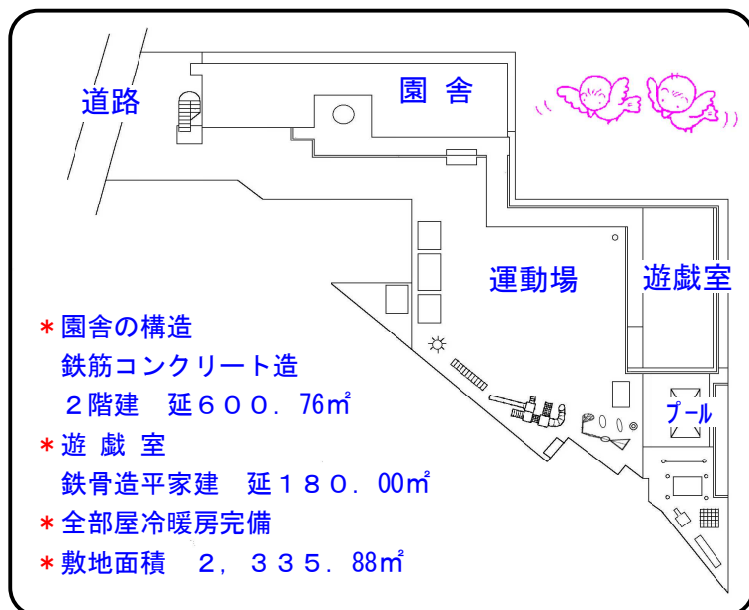 道路
園 舎
運動場
遊戯室
プール
*園舎の構造
鉄筋コンクリート造
２階建　延６００．76㎡
*遊 戯 室
鉄骨造平家建　延１８０．00㎡
*全部屋冷暖房完備
*敷地面積　２，３３５．88㎡